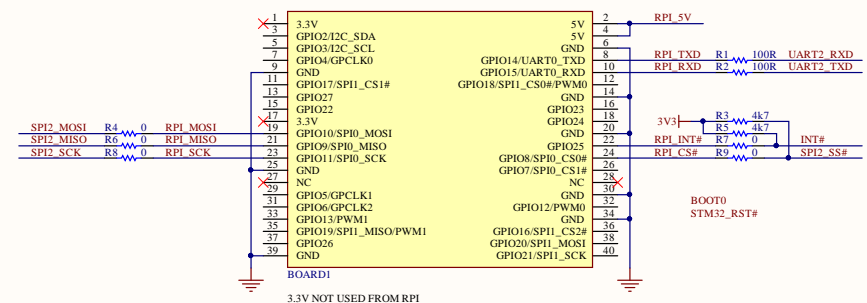 1 3.3V 5V 2 RPI_5V
3 GPIO2/I2C_SDA 5V 4
5 GPIO3/I2C_SCL GND 6
7 GPIO4/GPCLK0 GPIO14/UART0_TXD 8 RPI_TXD R1 100R UART2_RXD
9 GND GPIO15/UART0_RXD 10 RPI_RXD R2 100R UART2_TXD
11 GPIO17/SPI1_CS1# GPIO18/SPI1_CS0#/PWM0 12
13 GPIO27 GND 14
15 GPIO22 GPIO23 16
17 3.3V GPIO24 18 3V3 R3 4k7
SPI2_MOSI R4 0 RPI_MOSI 19 GPIO10/SPI0_MOSI GND 20 R5 4k7
SPI2_MISO R6 0 RPI_MISO 21 GPIO9/SPI0_MISO GPIO25 22 RPI_INT# R7 0 INT#
SPI2_SCK R8 0 RPI_SCK 23 GPIO11/SPI0_SCK GPIO8/SPI0_CS0# 24 RPI_CS# R9 0 SPI2_SS#
25 GND GPIO7/SPI0_CS1# 26
27 NC NC 28
29 GPIO5/GPCLK1 GND 30
31 GPIO6/GPCLK2 GPIO12/PWM0 32 BOOT0
33 GPIO13/PWM1 GND 34 STM32_RST#
35 GPIO19/SPI1_MISO/PWM1 GPIO16/SPI1_CS2# 36
37 GPIO26 GPIO20/SPI1_MOSI 38
39 GND GPIO21/SPI1_SCK 40
BOARD1
3.3V NOT USED FROM RPI